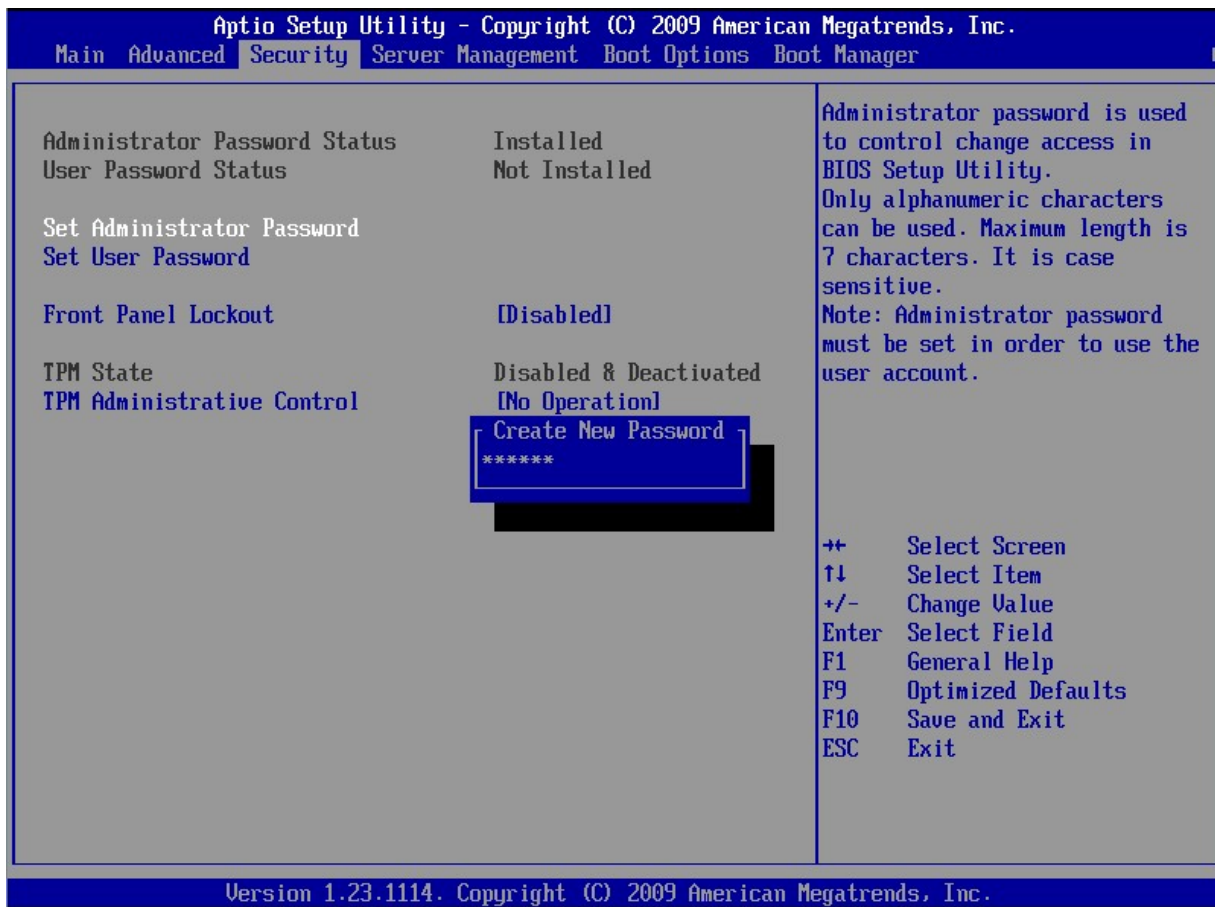 Aptio Setup Utility - Copyright (C) 2009 American Megatrends, Inc.
Main Advanced Security Server Management Boot Options Boot Manager
Administrator Password Status Installed
User Password Status Not Installed
Set Administrator Password
Set User Password
Front Panel Lockout [Disabled]
TPM State Disabled & Deactivated
TPM Administrative Control [No Operation]
Create New Password
******
Administrator password is used
to control change access in
BIOS Setup Utility.
Only alphanumeric characters
can be used. Maximum length is
7 characters. It is case
sensitive.
Note: Administrator password
must be set in order to use the
user account.
→← Select Screen
↑↓ Select Item
+/- Change Value
Enter Select Field
F1 General Help
F9 Optimized Defaults
F10 Save and Exit
ESC Exit
Version 1.23.1114. Copyright (C) 2009 American Megatrends, Inc.